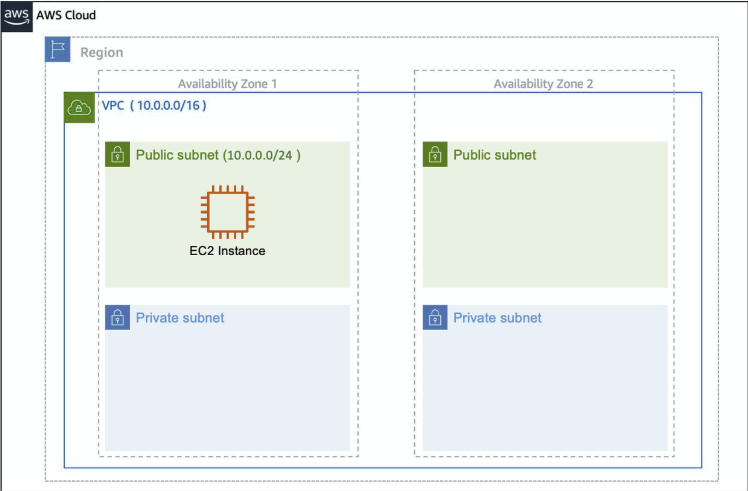 aws
AWS Cloud
Region
Availability Zone 1
Availability Zone 2
VPC ( 10.0.0.0/16 )
Public subnet (10.0.0.0/24 )
Public subnet
EC2 Instance
Private subnet
Private subnet